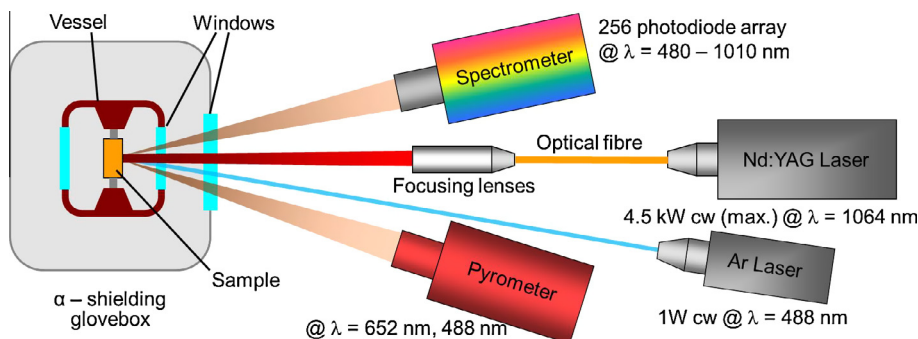 Vessel
Windows
Sample
α – shielding
glovebox
Spectrometer
256 photodiode array
@ λ = 480 – 1010 nm
Optical fibre
Focusing lenses
Nd:YAG Laser
4.5 kW cw (max.) @ λ = 1064 nm
Ar Laser
1W cw @ λ = 488 nm
Pyrometer
@ λ = 652 nm, 488 nm